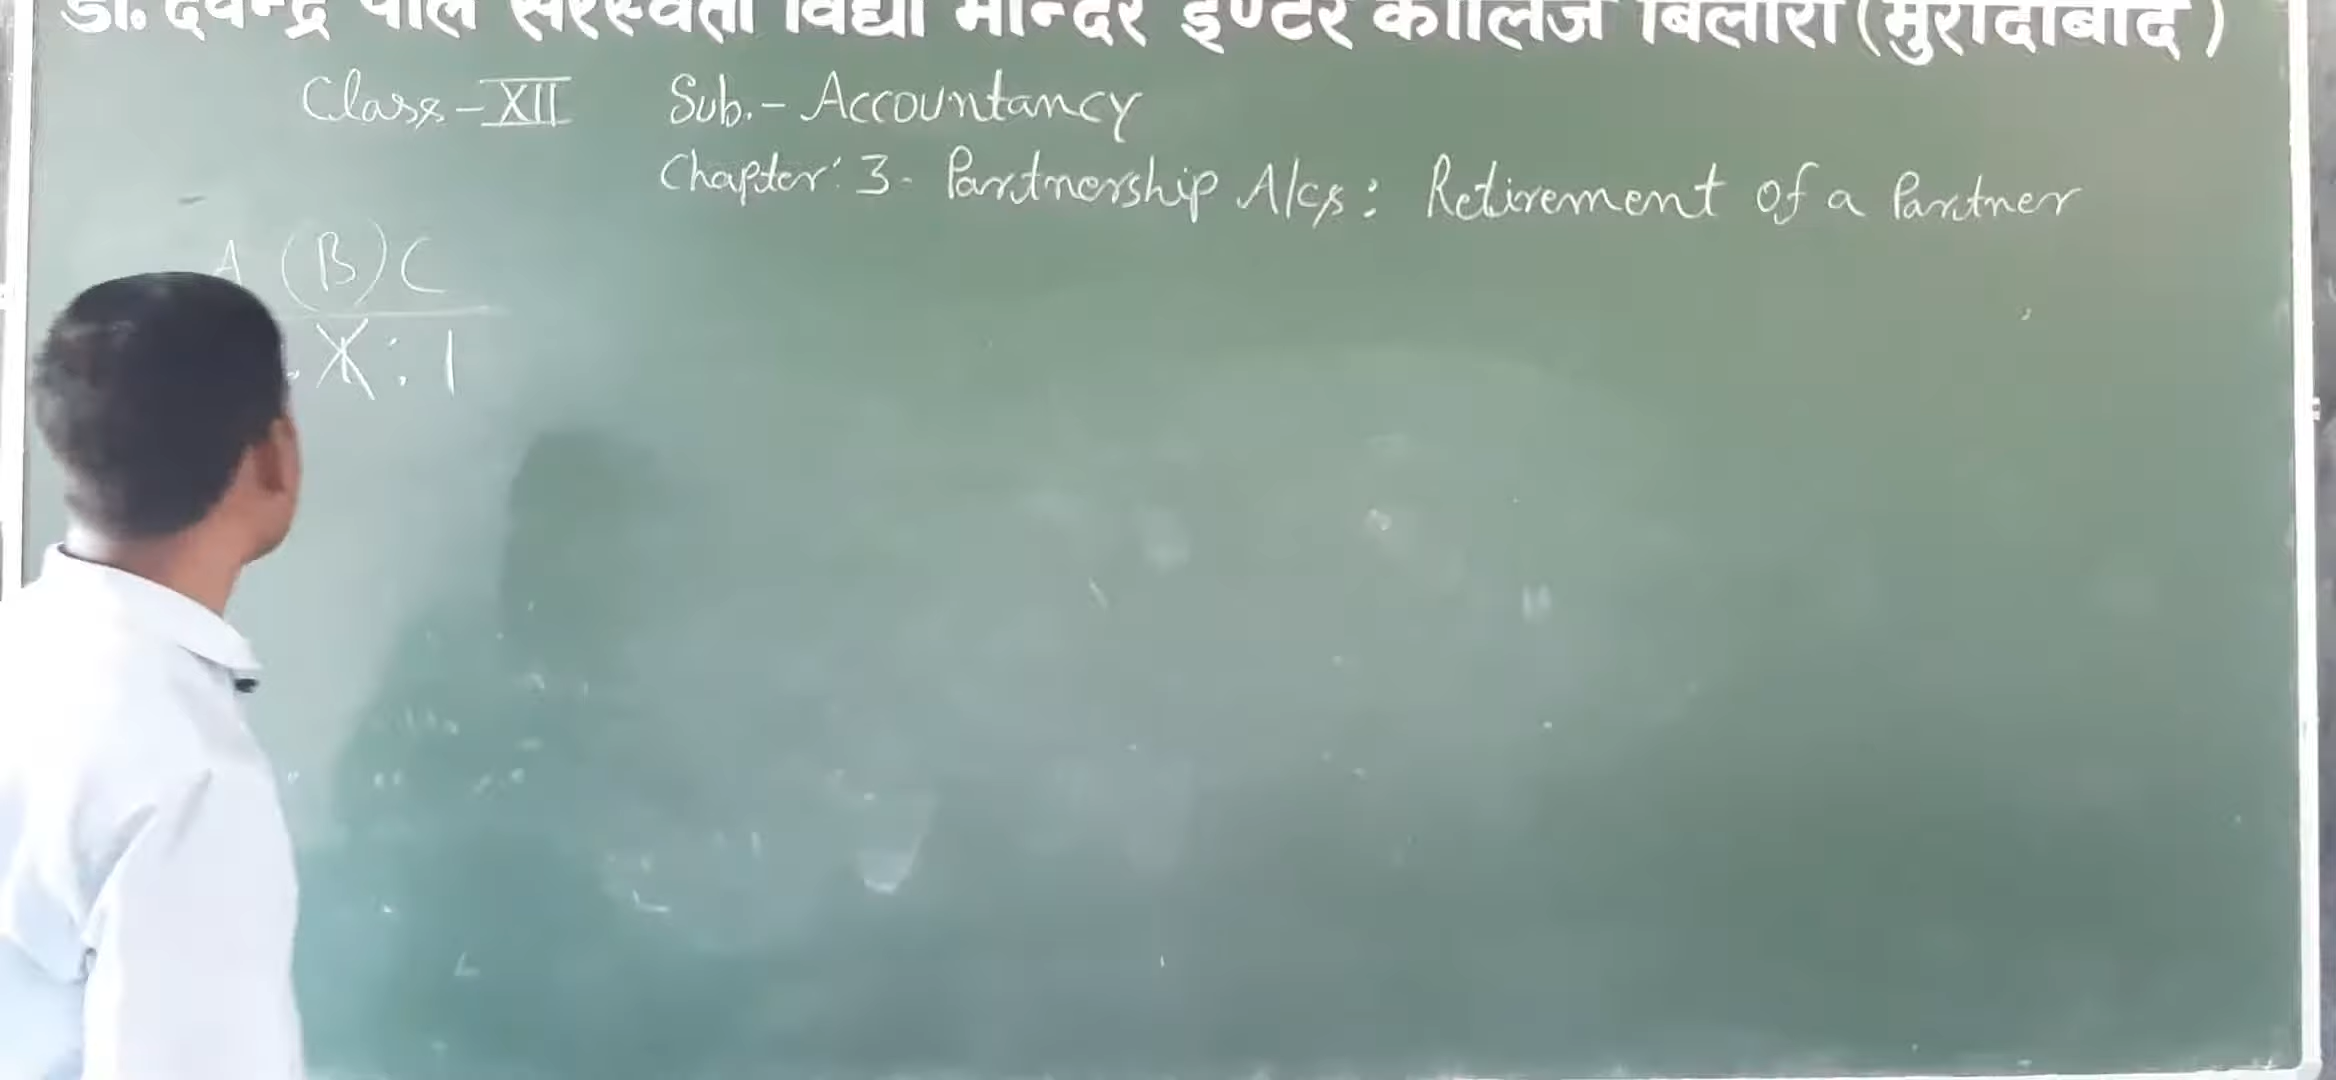 डॉ. देवेन्द्र पाल सरस्वती विद्या मन्दिर इण्टर कॉलिज बिलारी (मुरादाबाद)
Class - XII Sub. - Accountancy
Chapter: 3 - Partnership A/cs: Retirement of a Partner
A (B) C
: 1